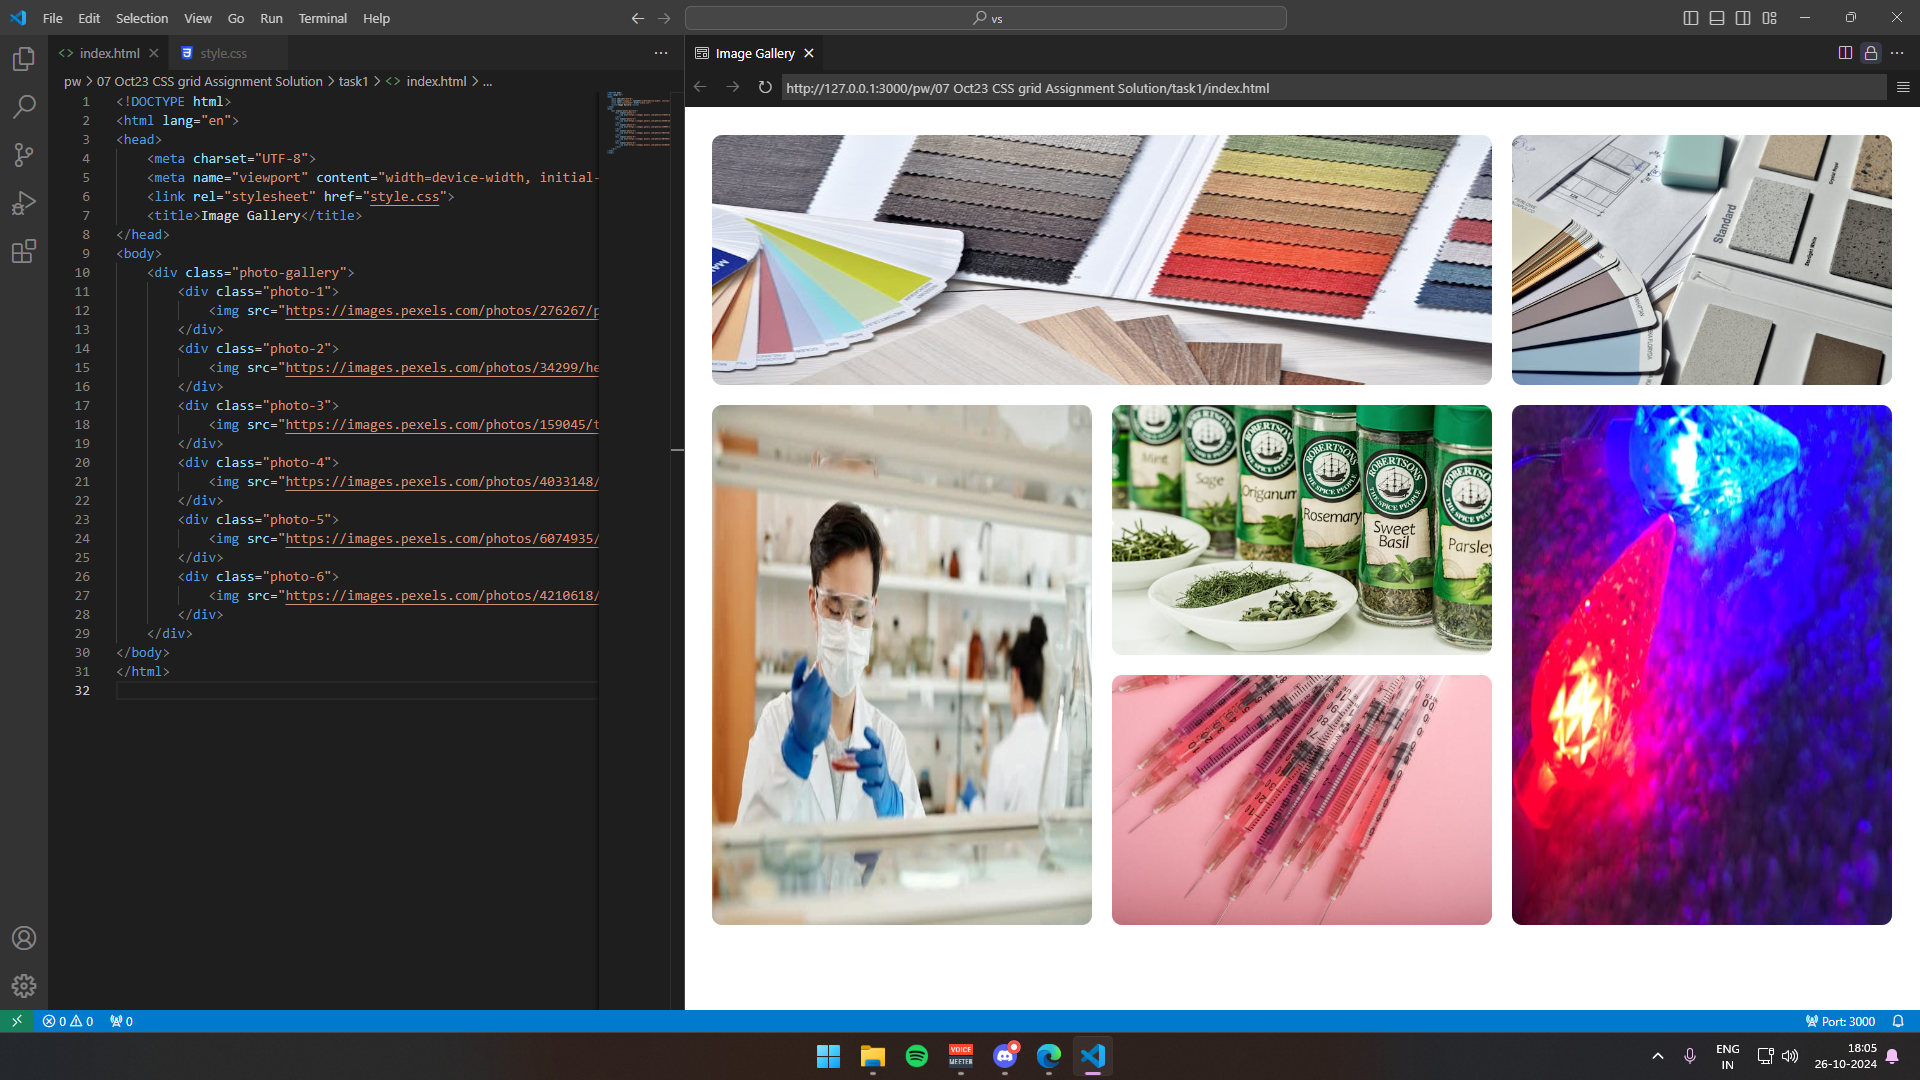 File Edit Selection View Go Run Terminal Help
vs
index.html
style.css
Image Gallery
pw > 07 Oct23 CSS grid Assignment Solution > task1 > index.html > ...
http://127.0.0.1:3000/pw/07 Oct23 CSS grid Assignment Solution/task1/index.html
1 <!DOCTYPE html>
2 <html lang="en">
3 <head>
4 <meta charset="UTF-8">
5 <meta name="viewport" content="width=device-width, initial-
6 <link rel="stylesheet" href="style.css">
7 <title>Image Gallery</title>
8 </head>
9 <body>
10 <div class="photo-gallery">
11 <div class="photo-1">
12 <img src="https://images.pexels.com/photos/276267/p
13 </div>
14 <div class="photo-2">
15 <img src="https://images.pexels.com/photos/34299/he
16 </div>
17 <div class="photo-3">
18 <img src="https://images.pexels.com/photos/159045/t
19 </div>
20 <div class="photo-4">
21 <img src="https://images.pexels.com/photos/4033148/
22 </div>
23 <div class="photo-5">
24 <img src="https://images.pexels.com/photos/6074935/
25 </div>
26 <div class="photo-6">
27 <img src="https://images.pexels.com/photos/4210618/
28 </div>
29 </div>
30 </body>
31 </html>
32
Standard
Mint
Sage
Origanum
ROBERTSONS
THE SPICE PEOPLE
Rosemary
ROBERTSONS
THE SPICE PEOPLE
Sweet
Basil
ROBERTSONS
Parsley
0 0
0
Port: 3000
VOICE
MEETER
ENG
IN
18:05
26-10-2024